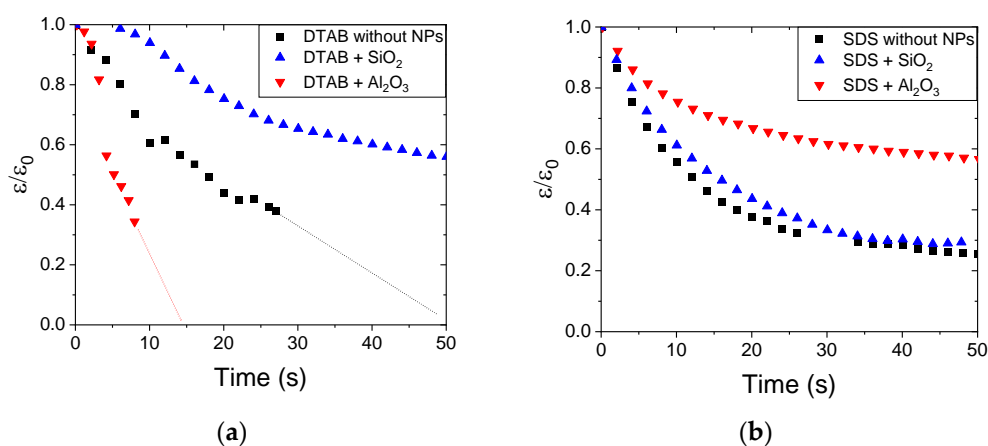 DTAB without NPs
DTAB + SiO₂
DTAB + Al₂O₃
1.0
0.8
0.6
0.4
0.2
0.0
ε/ε₀
0 10 20 30 40 50
Time (s)
(a)
SDS without NPs
SDS + SiO₂
SDS + Al₂O₃
1.0
0.8
0.6
0.4
0.2
0.0
ε/ε₀
0 10 20 30 40 50
Time (s)
(b)